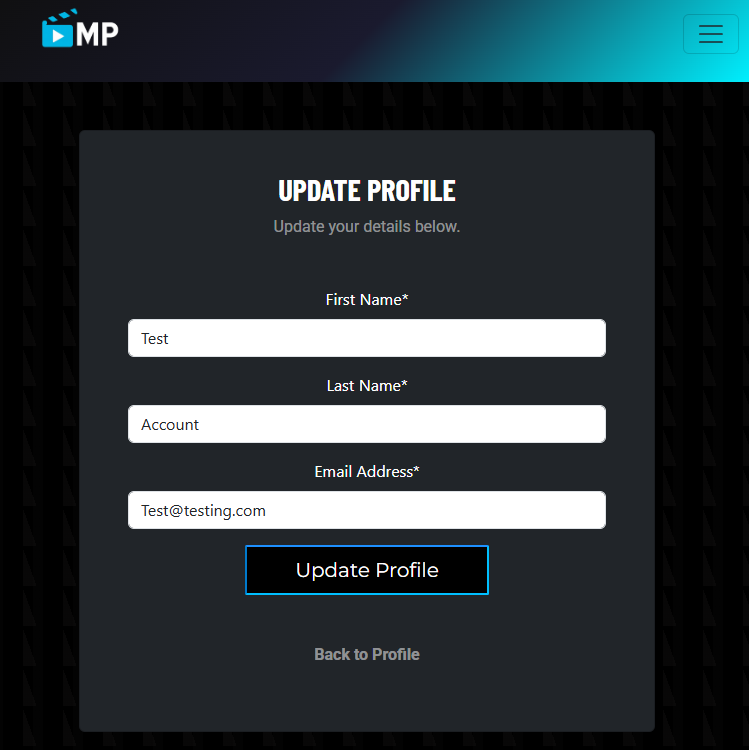 MP
UPDATE PROFILE
Update your details below.
First Name*
Test
Last Name*
Account
Email Address*
Test@testing.com
Update Profile
Back to Profile